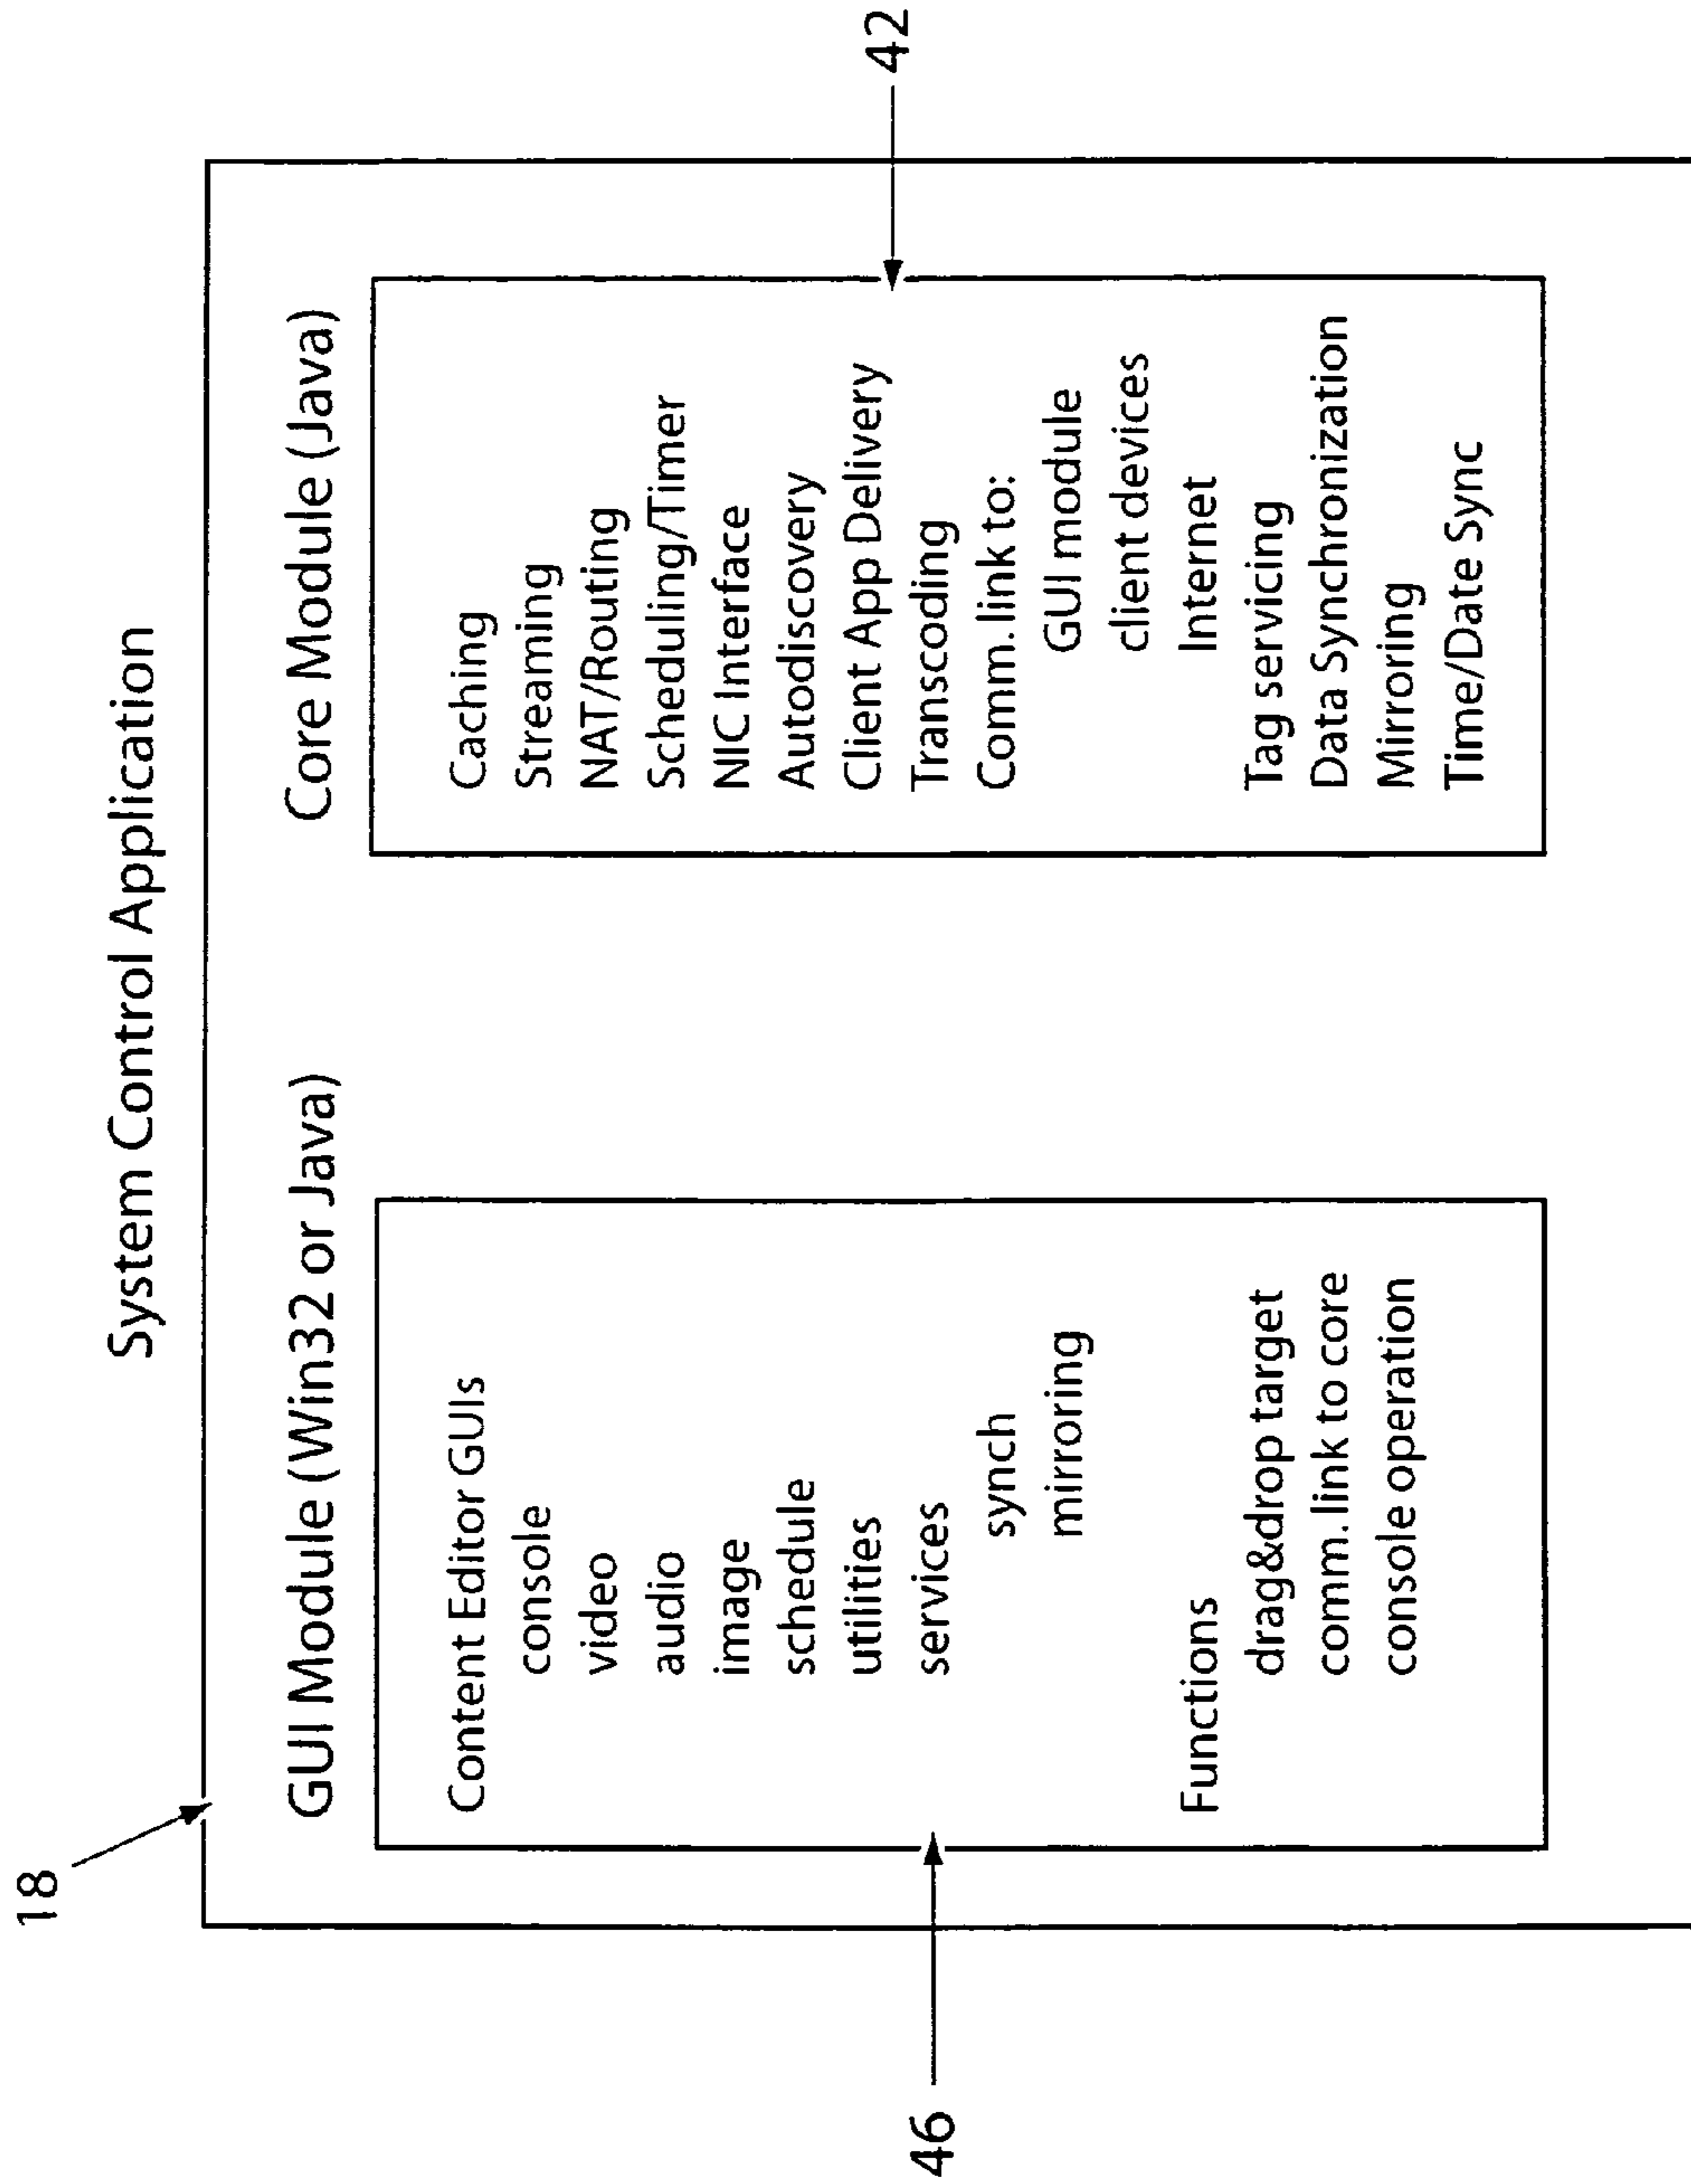 System Control Application
18
GUI Module (Win32 or Java)
Content Editor GUIs
console
video
audio
image
schedule
utilities
services
synch
mirroring
Functions
drag&drop target
comm. link to core
console operation
46
Core Module (Java)
Caching
Streaming
NAT/Routing
Scheduling/Timer
NIC Interface
Autodiscovery
Client App Delivery
Transcoding
Comm. link to:
GUI module
client devices
Internet
Tag servicing
Data Synchronization
Mirroring
Time/Date Sync
42